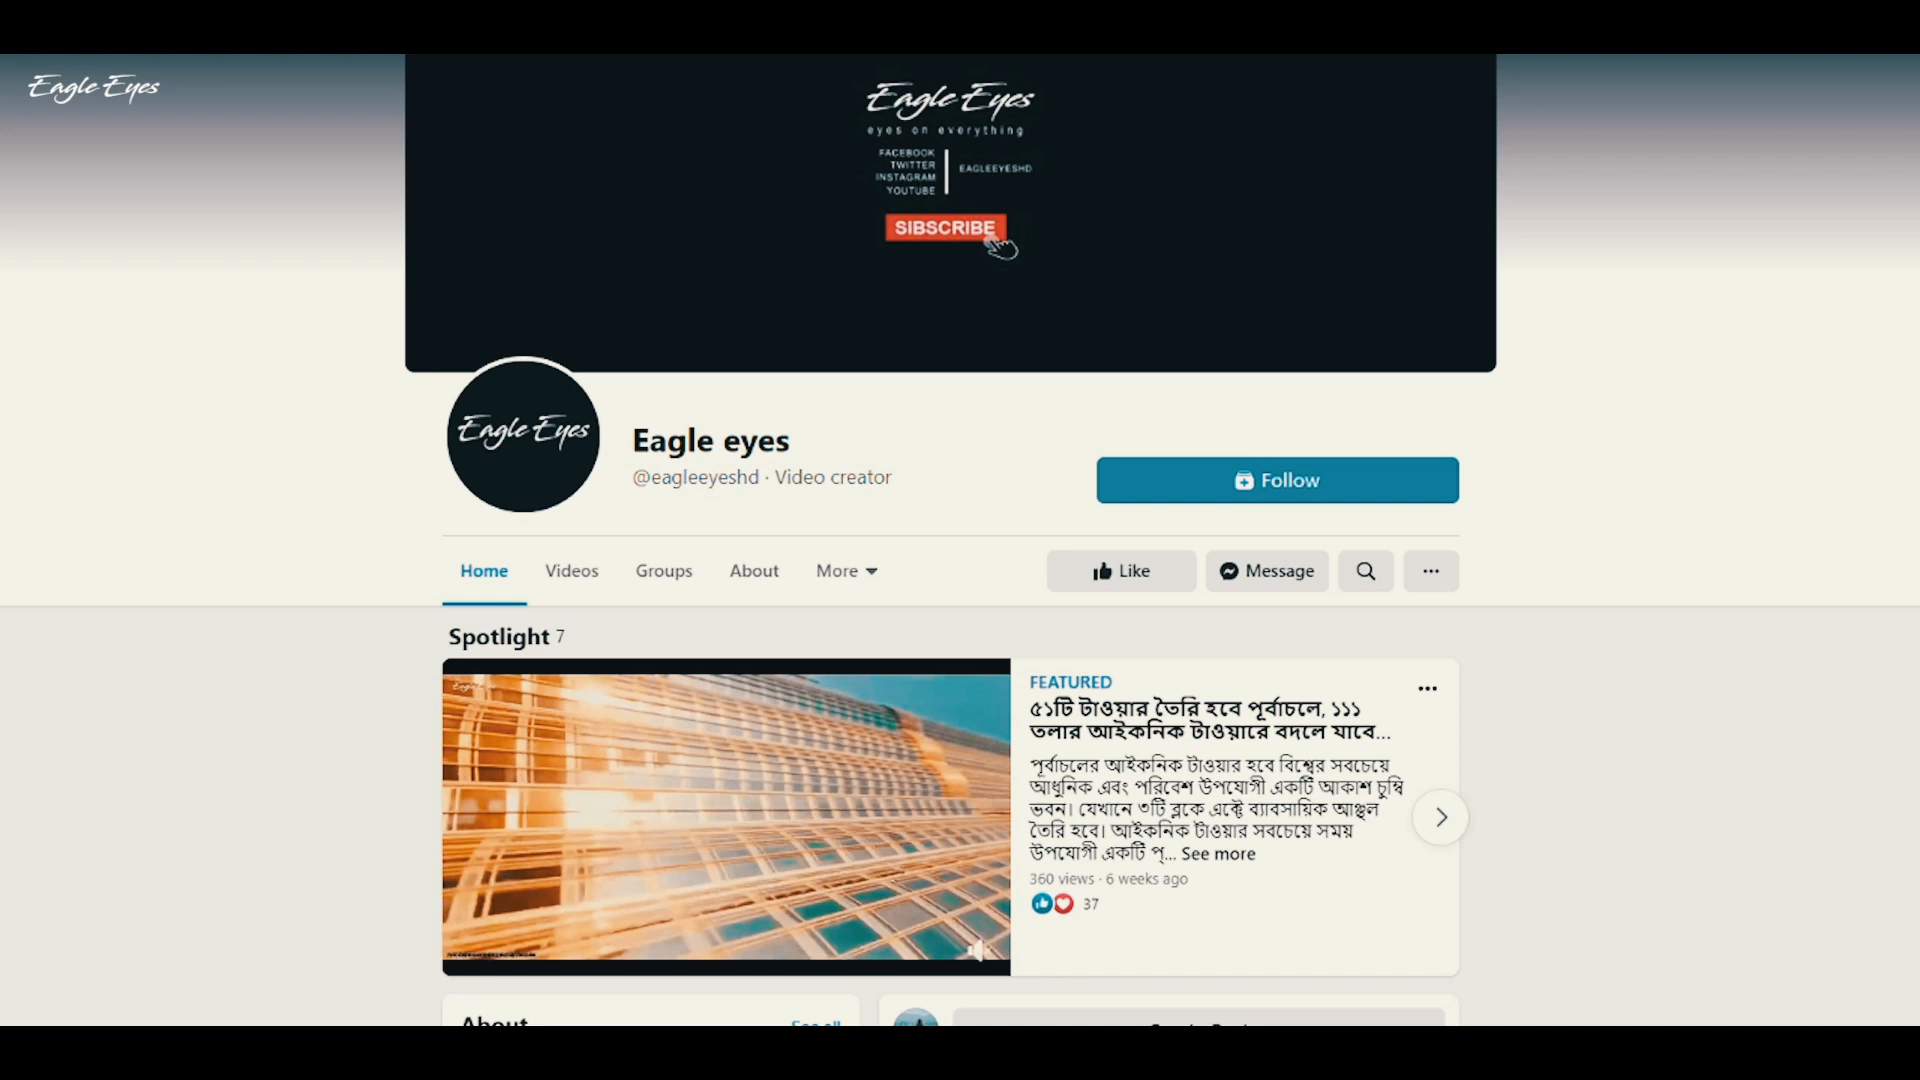 Eagle Eyes
Eagle Eyes
eyes on everything
FACEBOOK
TWITTER
INSTAGRAM
YOUTUBE
EAGLEEYESHD
SIBSCRIBE
Eagle Eyes
Eagle eyes
@eagleeyeshd · Video creator
Follow
Home Videos Groups About More
Like Message
Spotlight 7
FEATURED
৫১টি টাওয়ার তৈরি হবে পূর্বাচলে, ১১১
তলার আইকনিক টাওয়ারে বদলে যাবে...
পূর্বাচলের আইকনিক টাওয়ার হবে বিশ্বের সবচেয়ে
আধুনিক এবং পরিবেশ উপযোগী একটি আকাশ চুম্বি
ভবন। যেখানে ৩টি ব্লকে এক্টে ব্যাবসায়িক আঞ্ছল
তৈরি হবে। আইকনিক টাওয়ার সবচেয়ে সময়
উপযোগী একটি প্... See more
360 views · 6 weeks ago
37
About See all